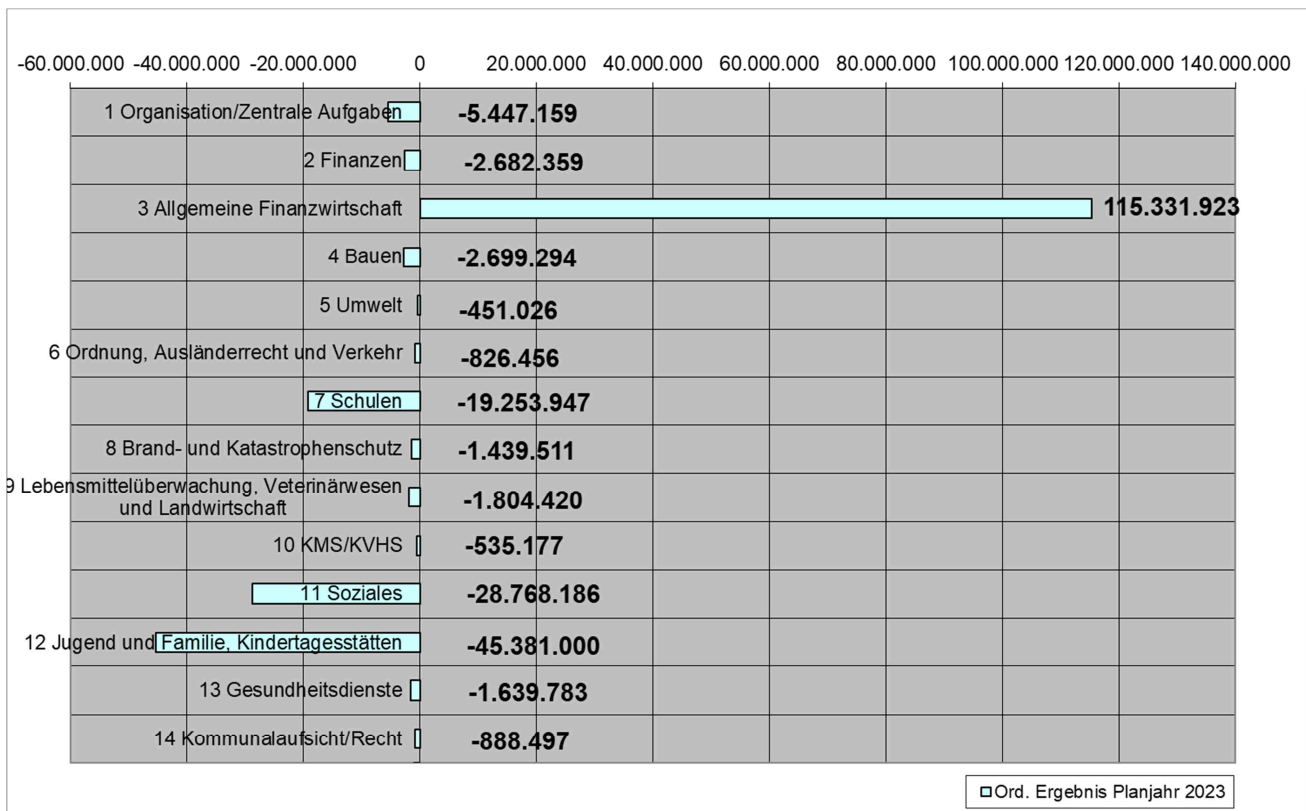 -60.000.000 -40.000.000 -20.000.000 0 20.000.000 40.000.000 60.000.000 80.000.000 100.000.000 120.000.000 140.000.000
1 Organisation/Zentrale Aufgaben -5.447.159
2 Finanzen -2.682.359
3 Allgemeine Finanzwirtschaft 115.331.923
4 Bauen -2.699.294
5 Umwelt -451.026
6 Ordnung, Ausländerrecht und Verkehr -826.456
7 Schulen -19.253.947
8 Brand- und Katastrophenschutz -1.439.511
9 Lebensmittelüberwachung, Veterinärwesen
und Landwirtschaft -1.804.420
10 KMS/KVHS -535.177
11 Soziales -28.768.186
12 Jugend und Familie, Kindertagesstätten -45.381.000
13 Gesundheitsdienste -1.639.783
14 Kommunalaufsicht/Recht -888.497
Ord. Ergebnis Planjahr 2023